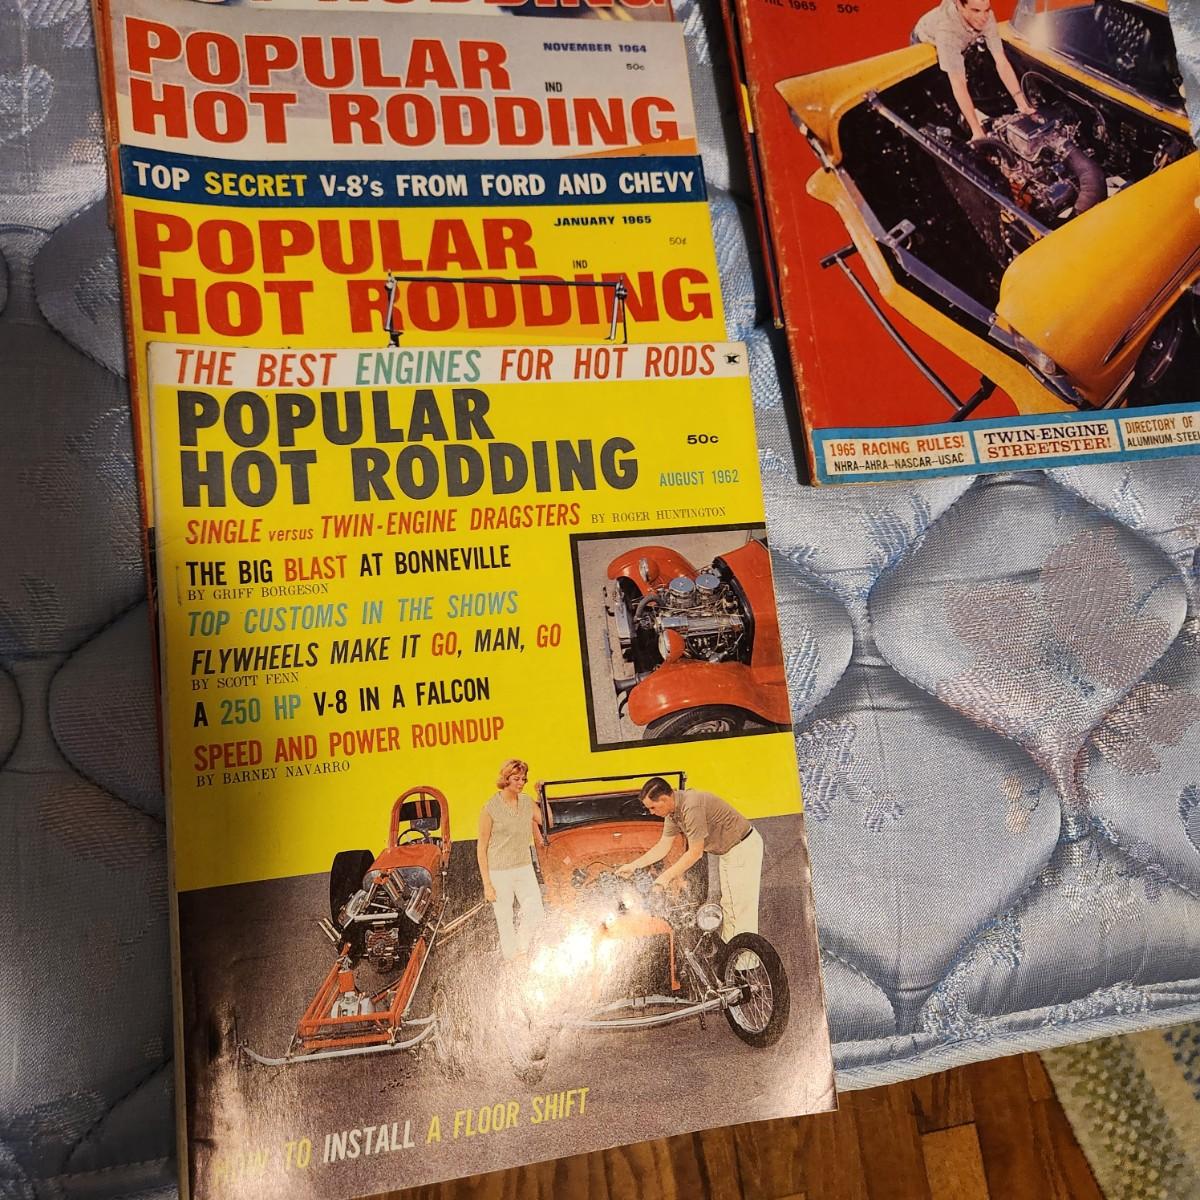 HOT RODDING
POPULAR
HOT RODDING
NOVEMBER 1964
50c
IND
TOP SECRET V-8's FROM FORD AND CHEVY
POPULAR
HOT RODDING
JANUARY 1965
50¢
IND
THE BEST ENGINES FOR HOT RODS
K
POPULAR
HOT RODDING
50c
AUGUST 1962
SINGLE versus TWIN-ENGINE DRAGSTERS BY ROGER HUNTINGTON
THE BIG BLAST AT BONNEVILLE
BY GRIFF BORGESON
TOP CUSTOMS IN THE SHOWS
FLYWHEELS MAKE IT GO, MAN, GO
BY SCOTT FENN
A 250 HP V-8 IN A FALCON
SPEED AND POWER ROUNDUP
BY BARNEY NAVARRO
HOW TO INSTALL A FLOOR SHIFT
APRIL 1965 50¢
1965 RACING RULES!
NHRA–AHRA–NASCAR–USAC
TWIN-ENGINE
STREETSTER!
DIRECTORY OF
ALUMINUM-STEEL